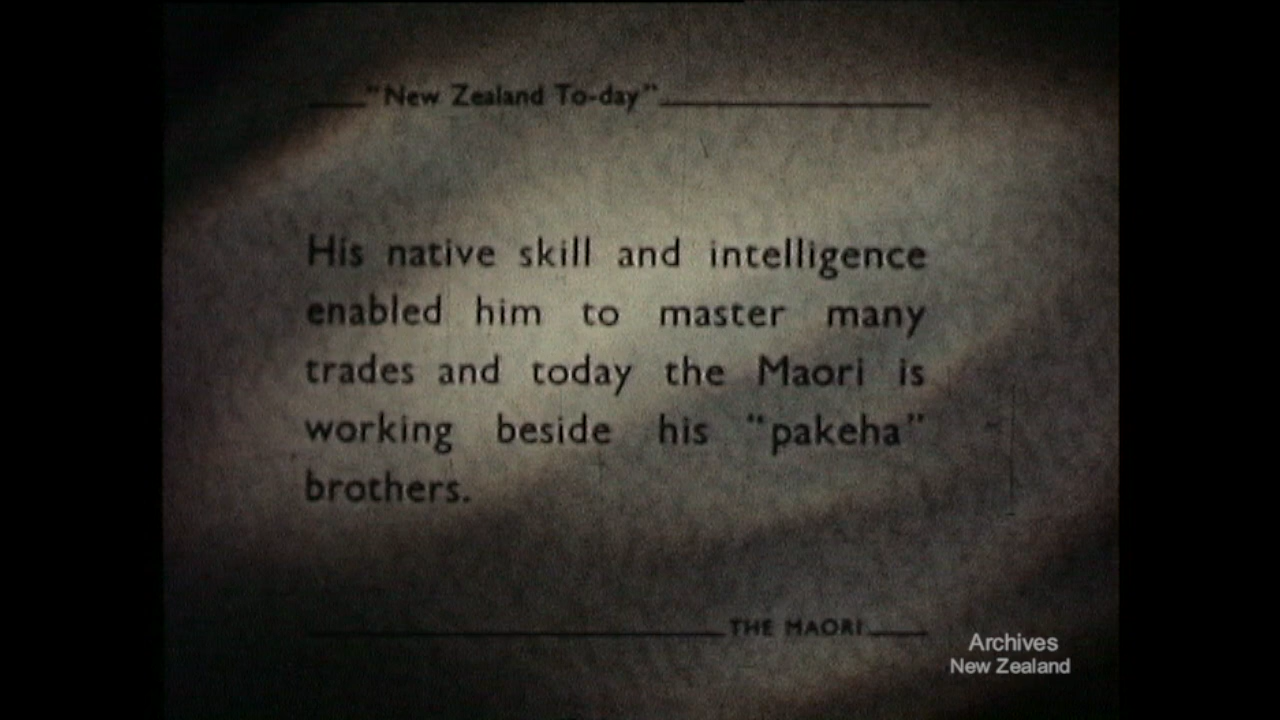 "New Zealand To-day"
His native skill and intelligence
enabled him to master many
trades and today the Maori is
working beside his "pakeha"
brothers.
THE MAORI
Archives
New Zealand